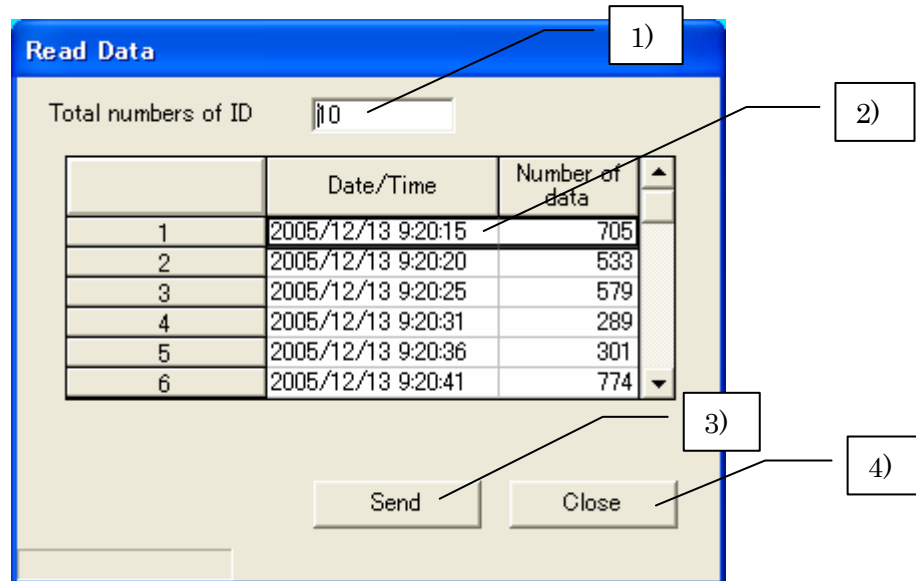 1)
Read Data
Total numbers of ID 10
2)
Date/Time Number of
data
1 2005/12/13 9:20:15 705
2 2005/12/13 9:20:20 533
3 2005/12/13 9:20:25 579
4 2005/12/13 9:20:31 289
5 2005/12/13 9:20:36 301
6 2005/12/13 9:20:41 774
3)
4)
Send Close